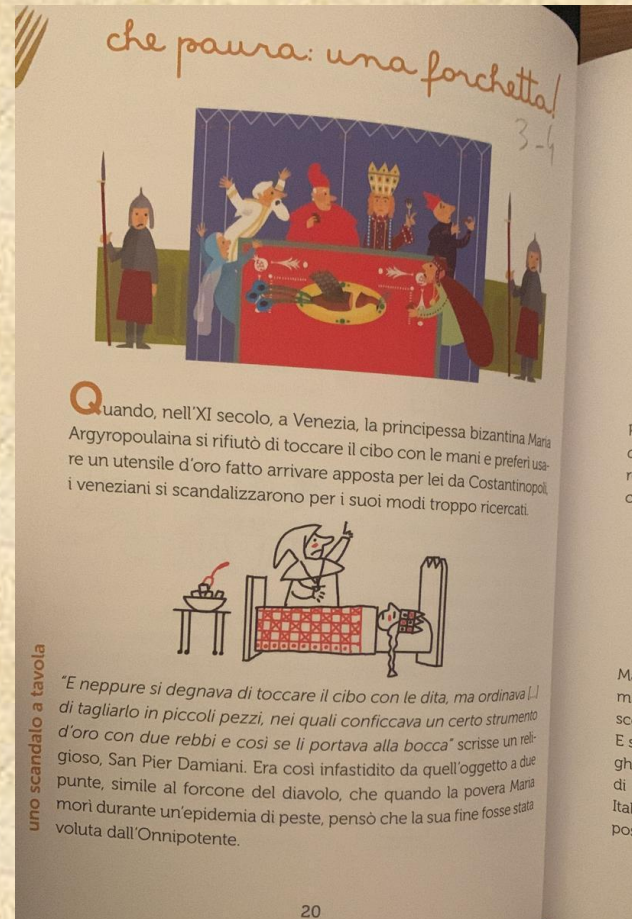 che paura: una forchetta!
3-4
Quando, nell'XI secolo, a Venezia, la principessa bizantina Maria
Argyropoulaina si rifiutò di toccare il cibo con le mani e preferì usa-
re un utensile d'oro fatto arrivare apposta per lei da Costantinopoli,
i veneziani si scandalizzarono per i suoi modi troppo ricercati.
uno scandalo a tavola
"E neppure si degnava di toccare il cibo con le dita, ma ordinava [...]
di tagliarlo in piccoli pezzi, nei quali conficcava un certo strumento
d'oro con due rebbi e così se li portava alla bocca" scrisse un reli-
gioso, San Pier Damiani. Era così infastidito da quell'oggetto a due
punte, simile al forcone del diavolo, che quando la povera Maria
morì durante un'epidemia di peste, pensò che la sua fine fosse stata
voluta dall'Onnipotente.
20